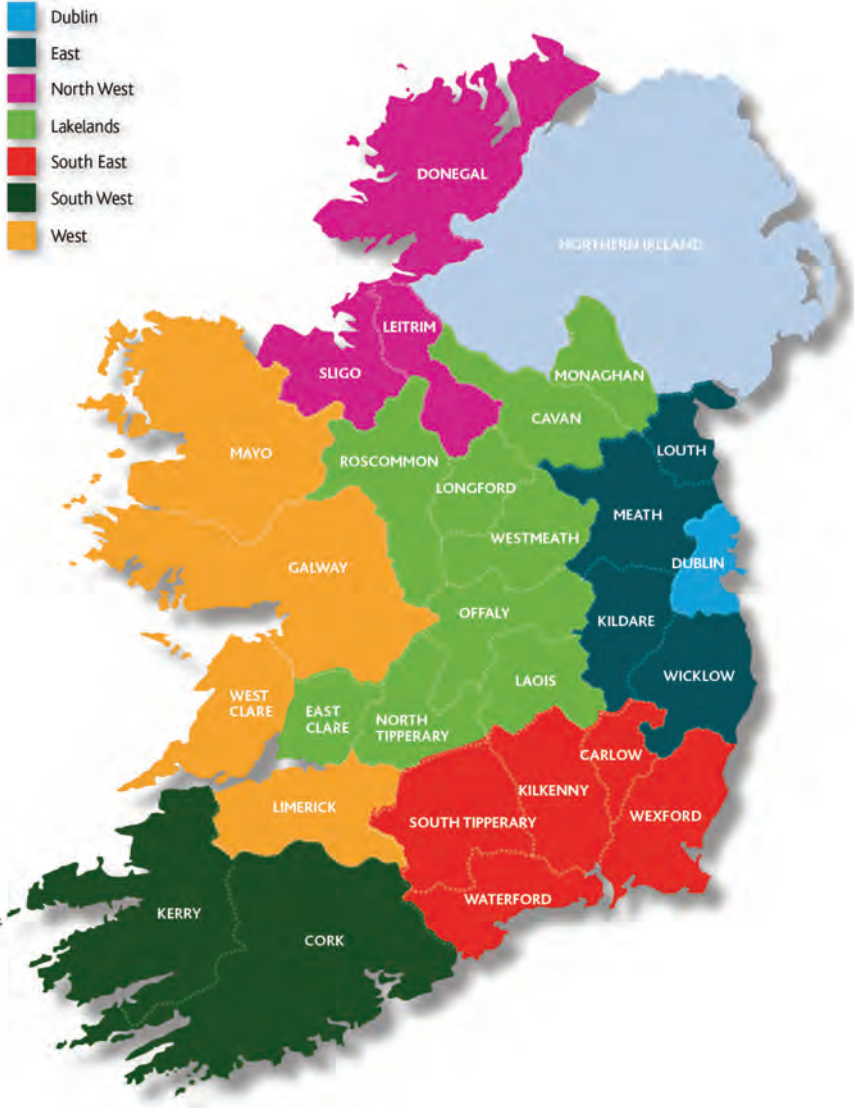 Dublin
East
North West
Lakelands
South East
South West
West
DONEGAL
NORTHERN IRELAND
LEITRIM
SLIGO
MONAGHAN
CAVAN
LOUTH
MAYO
ROSCOMMON
LONGFORD
MEATH
WESTMEATH
DUBLIN
GALWAY
OFFALY
KILDARE
WICKLOW
LAOIS
WEST
CLARE
EAST
CLARE
NORTH
TIPPERARY
CARLOW
KILKENNY
LIMERICK
SOUTH TIPPERARY
WEXFORD
WATERFORD
KERRY
CORK